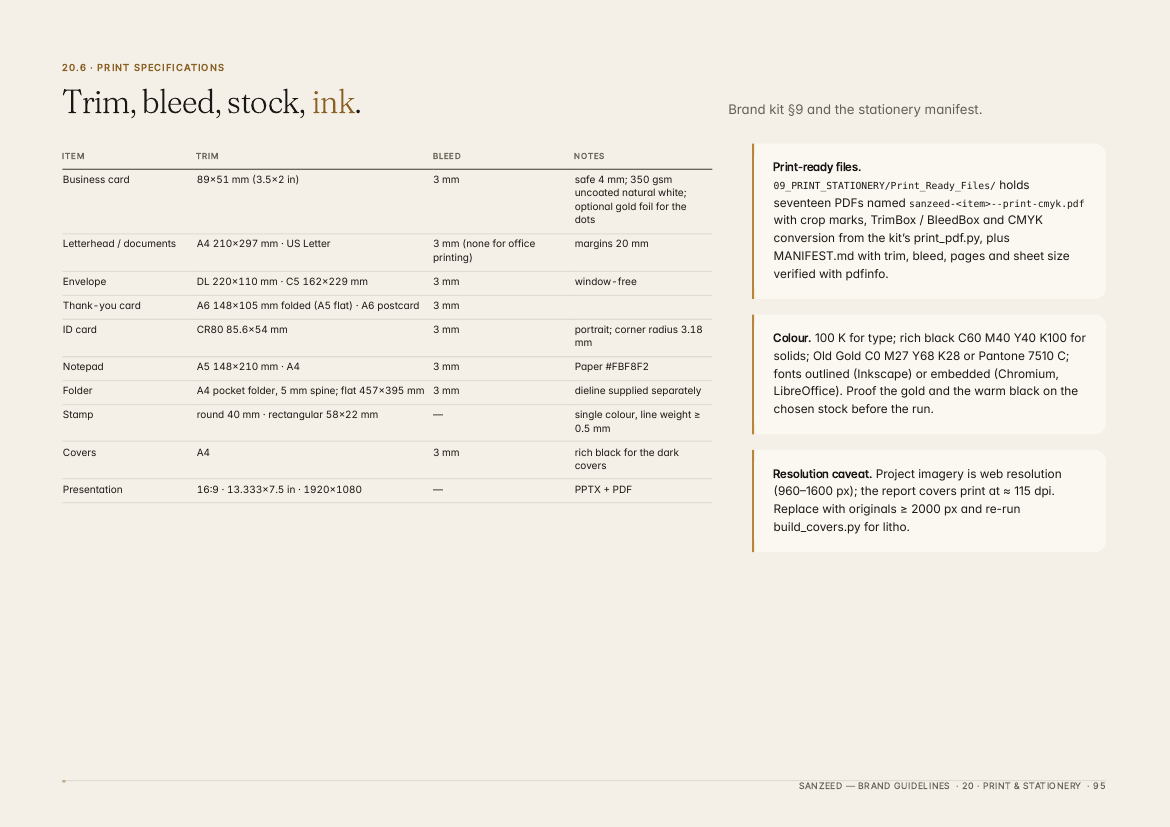 20.6 · PRINT SPECIFICATIONS
Trim, bleed, stock, ink.
Brand kit §9 and the stationery manifest.
ITEM TRIM BLEED NOTES
Business card 89×51 mm (3.5×2 in) 3 mm safe 4 mm; 350 gsm
uncoated natural white;
optional gold foil for the
dots
Letterhead / documents A4 210×297 mm · US Letter 3 mm (none for office margins 20 mm
printing)
Envelope DL 220×110 mm · C5 162×229 mm window-free
Thank-you card A6 148×105 mm folded (A5 flat) · A6 postcard 3 mm
ID card CR80 85.6×54 mm 3 mm portrait; corner radius 3.18
mm
Notepad A5 148×210 mm · A4 3 mm Paper #FBF8F2
Folder A4 pocket folder, 5 mm spine; flat 457×395 mm 3 mm dieline supplied separately
Stamp round 40 mm · rectangular 58×22 mm — single colour, line weight ≥
0.5 mm
Covers A4 3 mm rich black for the dark
covers
Presentation 16:9 · 13.333×7.5 in · 1920×1080 — PPTX + PDF
Print-ready files.
09_PRINT_STATIONERY/Print_Ready_Files/ holds
seventeen PDFs named sanzeed-<item>--print-cmyk.pdf
with crop marks, TrimBox / BleedBox and CMYK
conversion from the kit's print_pdf.py, plus
MANIFEST.md with trim, bleed, pages and sheet size
verified with pdfinfo.
Colour. 100 K for type; rich black C60 M40 Y40 K100 for
solids; Old Gold C0 M27 Y68 K28 or Pantone 7510 C;
fonts outlined (Inkscape) or embedded (Chromium,
LibreOffice). Proof the gold and the warm black on the
chosen stock before the run.
Resolution caveat. Project imagery is web resolution
(960–1600 px); the report covers print at ≈ 115 dpi.
Replace with originals ≥ 2000 px and re-run
build_covers.py for litho.
SANZEED — BRAND GUIDELINES · 20 · PRINT & STATIONERY · 95